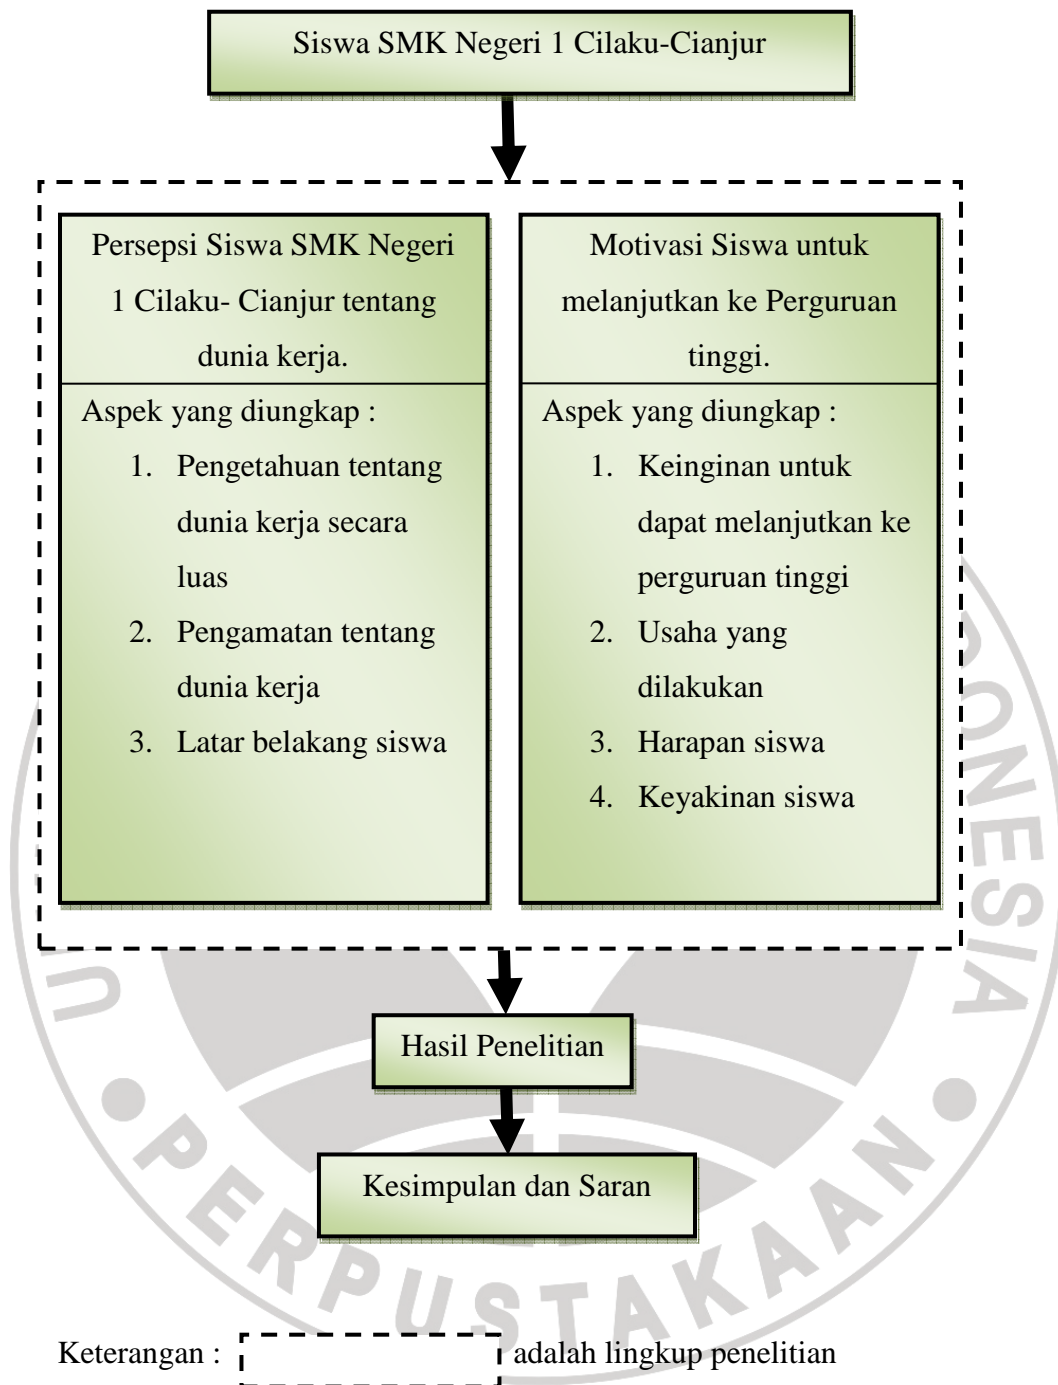 Siswa SMK Negeri 1 Cilaku-Cianjur
Persepsi Siswa SMK Negeri
1 Cilaku- Cianjur tentang
dunia kerja.
Aspek yang diungkap :
1. Pengetahuan tentang
dunia kerja secara
luas
2. Pengamatan tentang
dunia kerja
3. Latar belakang siswa
Motivasi Siswa untuk
melanjutkan ke Perguruan
tinggi.
Aspek yang diungkap :
1. Keinginan untuk
dapat melanjutkan ke
perguruan tinggi
2. Usaha yang
dilakukan
3. Harapan siswa
4. Keyakinan siswa
Hasil Penelitian
Kesimpulan dan Saran
PERPUSTAKAAN
Keterangan : adalah lingkup penelitian